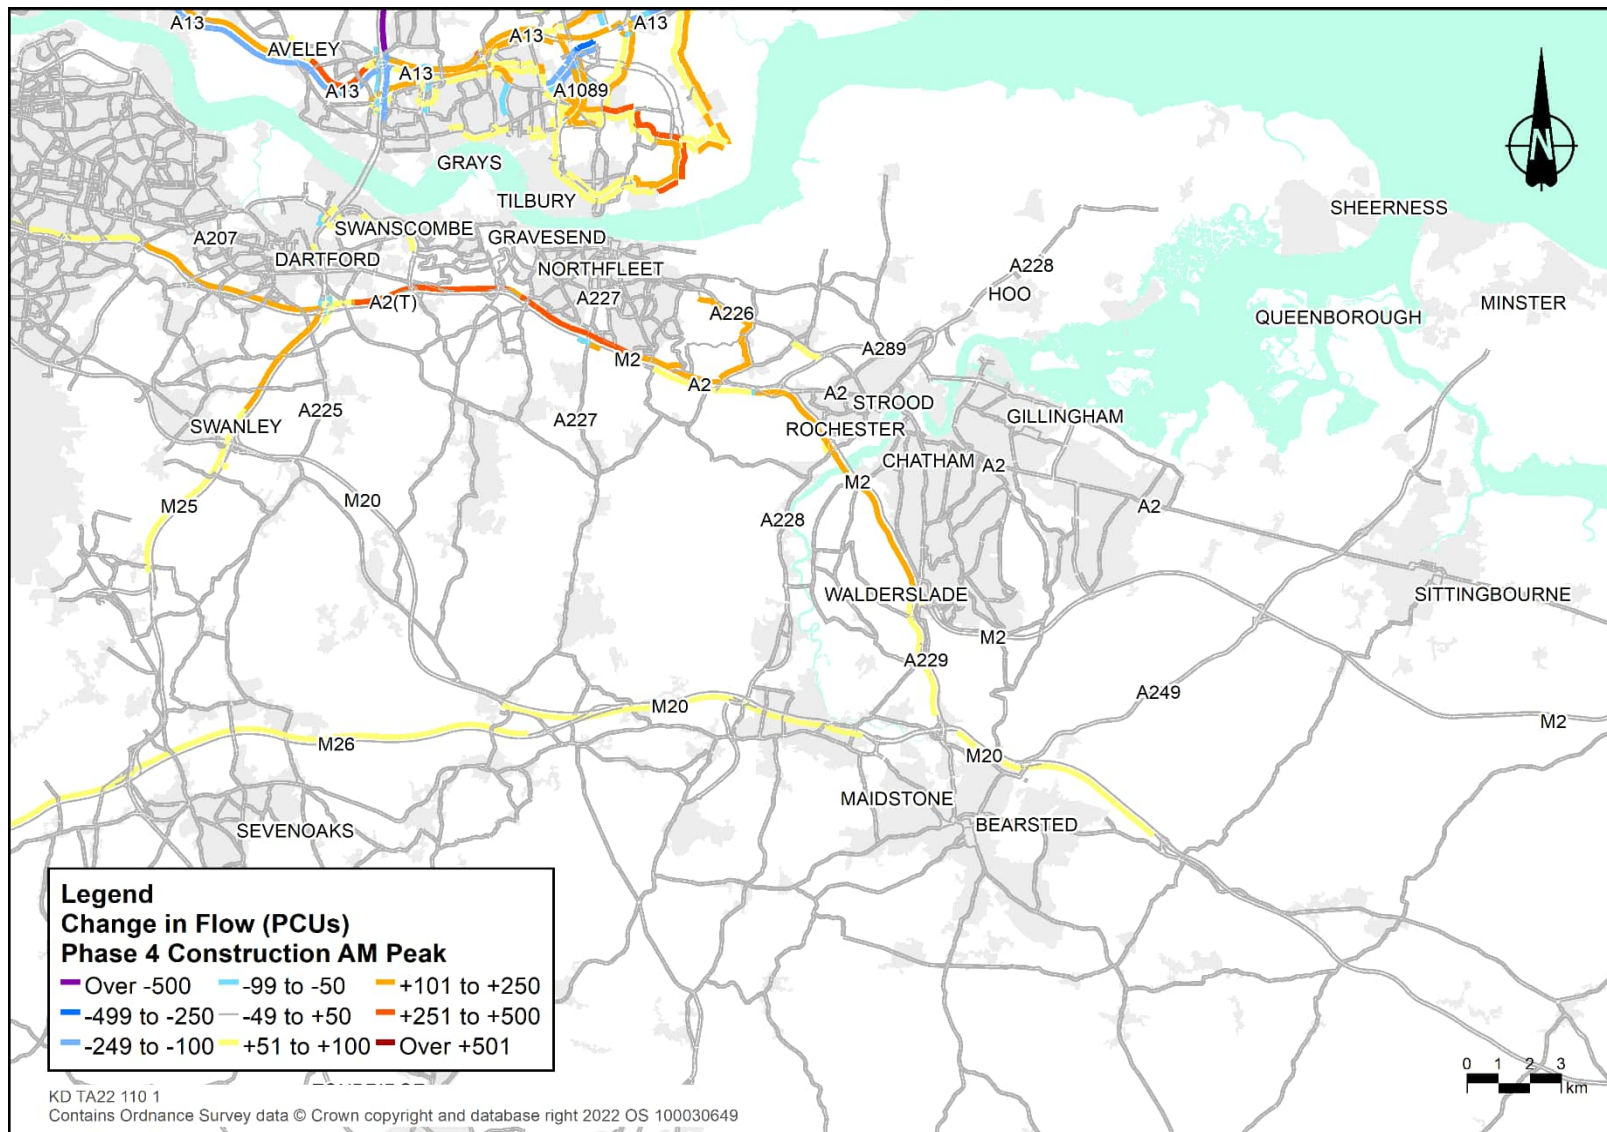 A13
A13
A13
AVELEY
A13
A13
A1089
GRAYS
TILBURY
N
SHEERNESS
A207
SWANSCOMBE
GRAVESEND
DARTFORD
NORTHFLEET
A228
HOO
MINSTER
A2(T)
A227
A226
QUEENBOROUGH
M2
A289
A2
A2
STROOD
SWANLEY
A225
A227
ROCHESTER
GILLINGHAM
CHATHAM
A2
M25
M20
M2
A228
A2
WALDERSLADE
SITTINGBOURNE
M2
A229
A249
M20
M2
M26
M20
MAIDSTONE
BEARSTED
SEVENOAKS
Legend
Change in Flow (PCUs)
Phase 4 Construction AM Peak
Over -500 -99 to -50 +101 to +250
-499 to -250 -49 to +50 +251 to +500
-249 to -100 +51 to +100 Over +501
0 1 2 3
km
KD TA22 110 1
Contains Ordnance Survey data © Crown copyright and database right 2022 OS 100030649